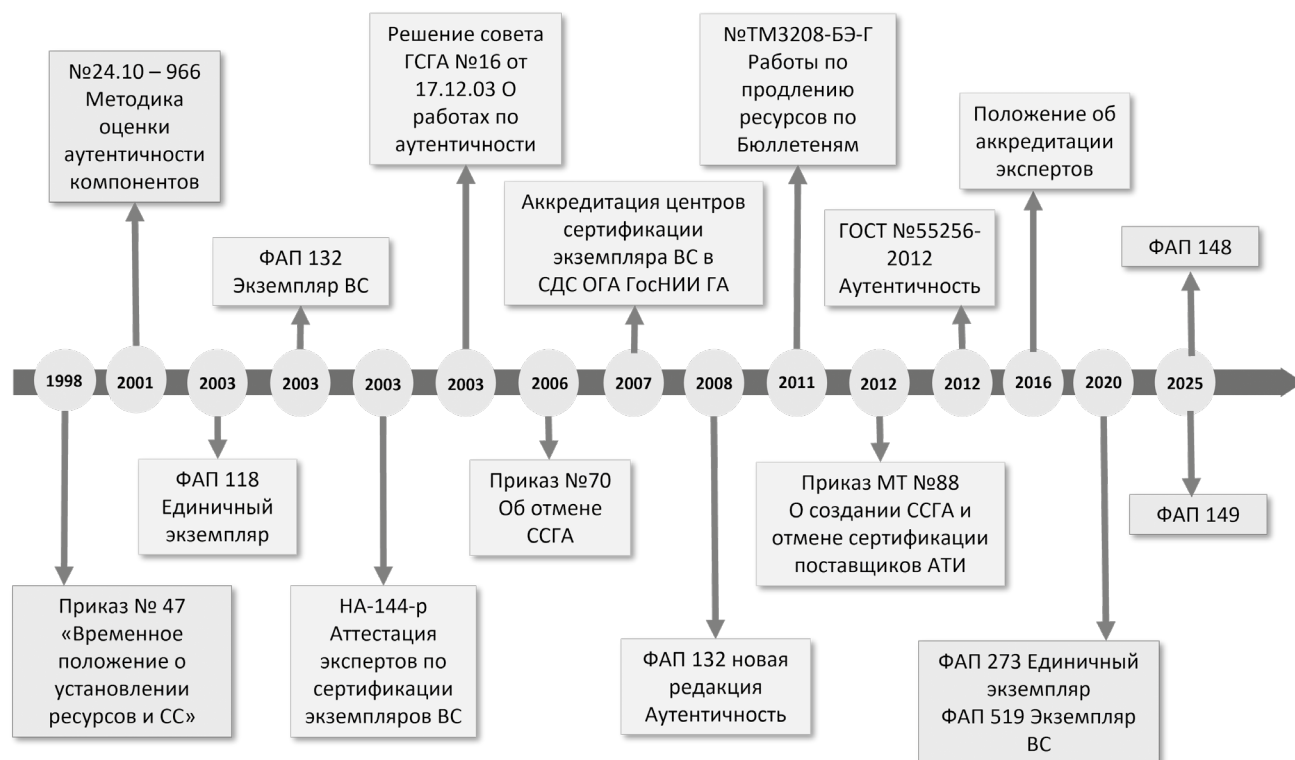 №24.10 – 966
Методика
оценки
аутентичности
компонентов
Решение совета
ГСГА №16 от
17.12.03 О
работах по
аутентичности
№ТМ3208-БЭ-Г
Работы по
продлению
ресурсов по
Бюллетеням
Положение об
аккредитации
экспертов
ФАП 132
Экземпляр ВС
Аккредитация центров
сертификации
экземпляра ВС в
СДС ОГА ГосНИИ ГА
ГОСТ №55256-
2012
Аутентичность
ФАП 148
1998
2001
2003
2003
2003
2003
2006
2007
2008
2011
2012
2012
2016
2020
2025
ФАП 118
Единичный
экземпляр
Приказ №70
Об отмене
ССГА
Приказ МТ №88
О создании ССГА и
отмене сертификации
поставщиков АТИ
ФАП 149
Приказ № 47
«Временное
положение о
установлении
ресурсов и СС»
НА-144-р
Аттестация
экспертов по
сертификации
экземпляров ВС
ФАП 132 новая
редакция
Аутентичность
ФАП 273 Единичный
экземпляр
ФАП 519 Экземпляр
ВС